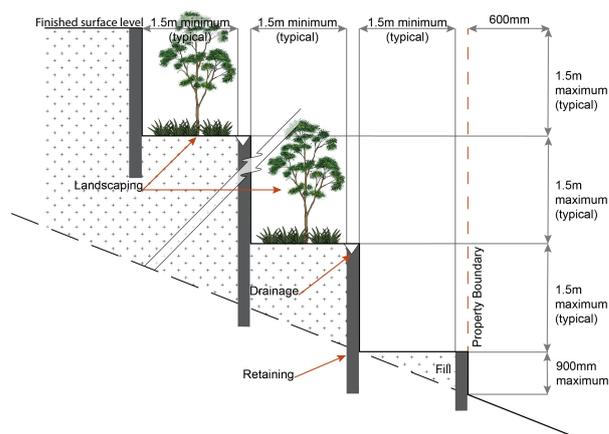 Finished surface level
1.5m minimum
(typical)
1.5m minimum
(typical)
1.5m minimum
(typical)
600mm
1.5m
maximum
(typical)
Landscaping
1.5m
maximum
(typical)
Drainage
Property Boundary
1.5m
maximum
(typical)
Retaining
Fill
900mm
maximum